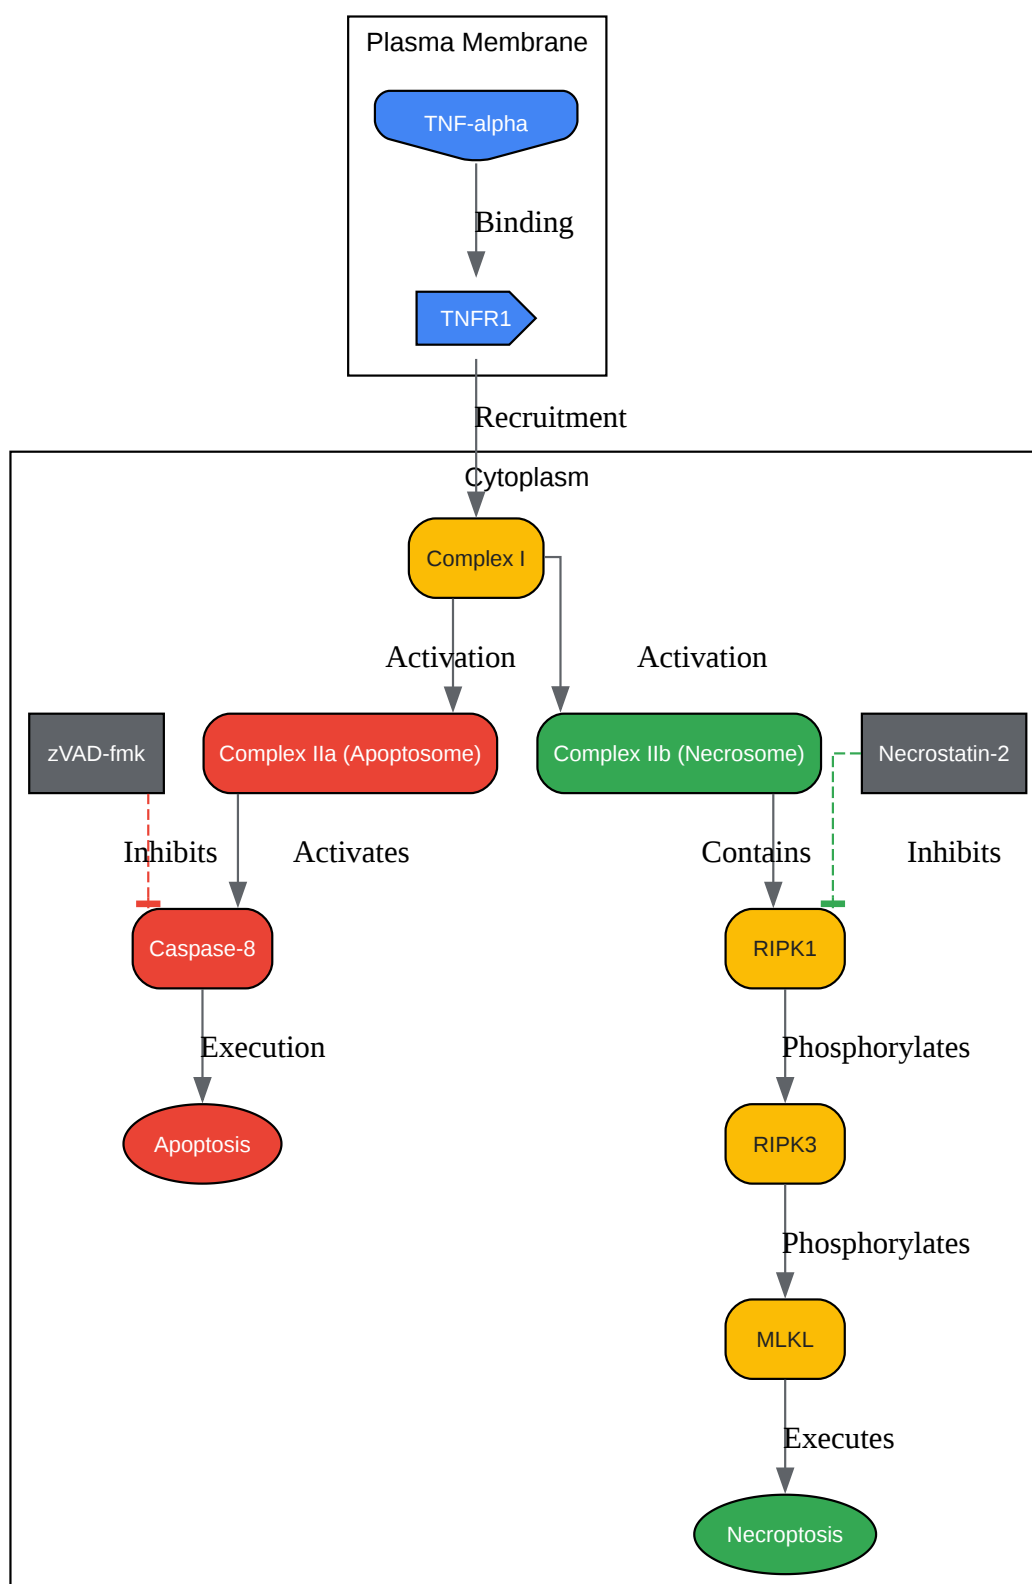 Plasma Membrane
TNF-alpha
Binding
TNFR1
Recruitment
Cytoplasm
Complex I
Activation
Activation
zVAD-fmk
Complex IIa (Apoptosome)
Complex IIb (Necrosome)
Necrostatin-2
Inhibits
Activates
Contains
Inhibits
Caspase-8
RIPK1
Execution
Phosphorylates
Apoptosis
RIPK3
Phosphorylates
MLKL
Executes
Necroptosis